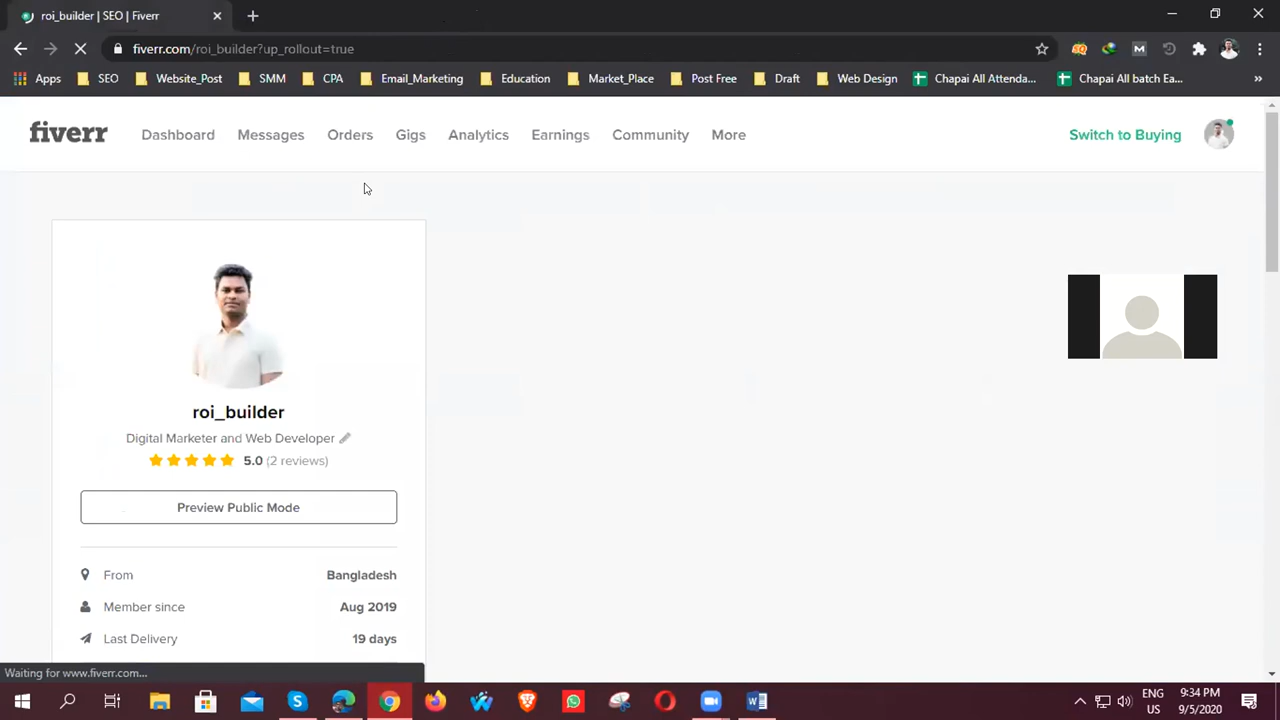 roi_builder | SEO | Fiverr
fiverr.com/roi_builder?up_rollout=true
Apps SEO Website_Post SMM CPA Email_Marketing Education Market_Place Post Free Draft Web Design Chapai All Attenda... Chapai All batch Ea... »
fiverr Dashboard Messages Orders Gigs Analytics Earnings Community More Switch to Buying
roi_builder
Digital Marketer and Web Developer
5.0 (2 reviews)
Preview Public Mode
From Bangladesh
Member since Aug 2019
Last Delivery 19 days
Waiting for www.fiverr.com...
ENG 9:34 PM
US 9/5/2020